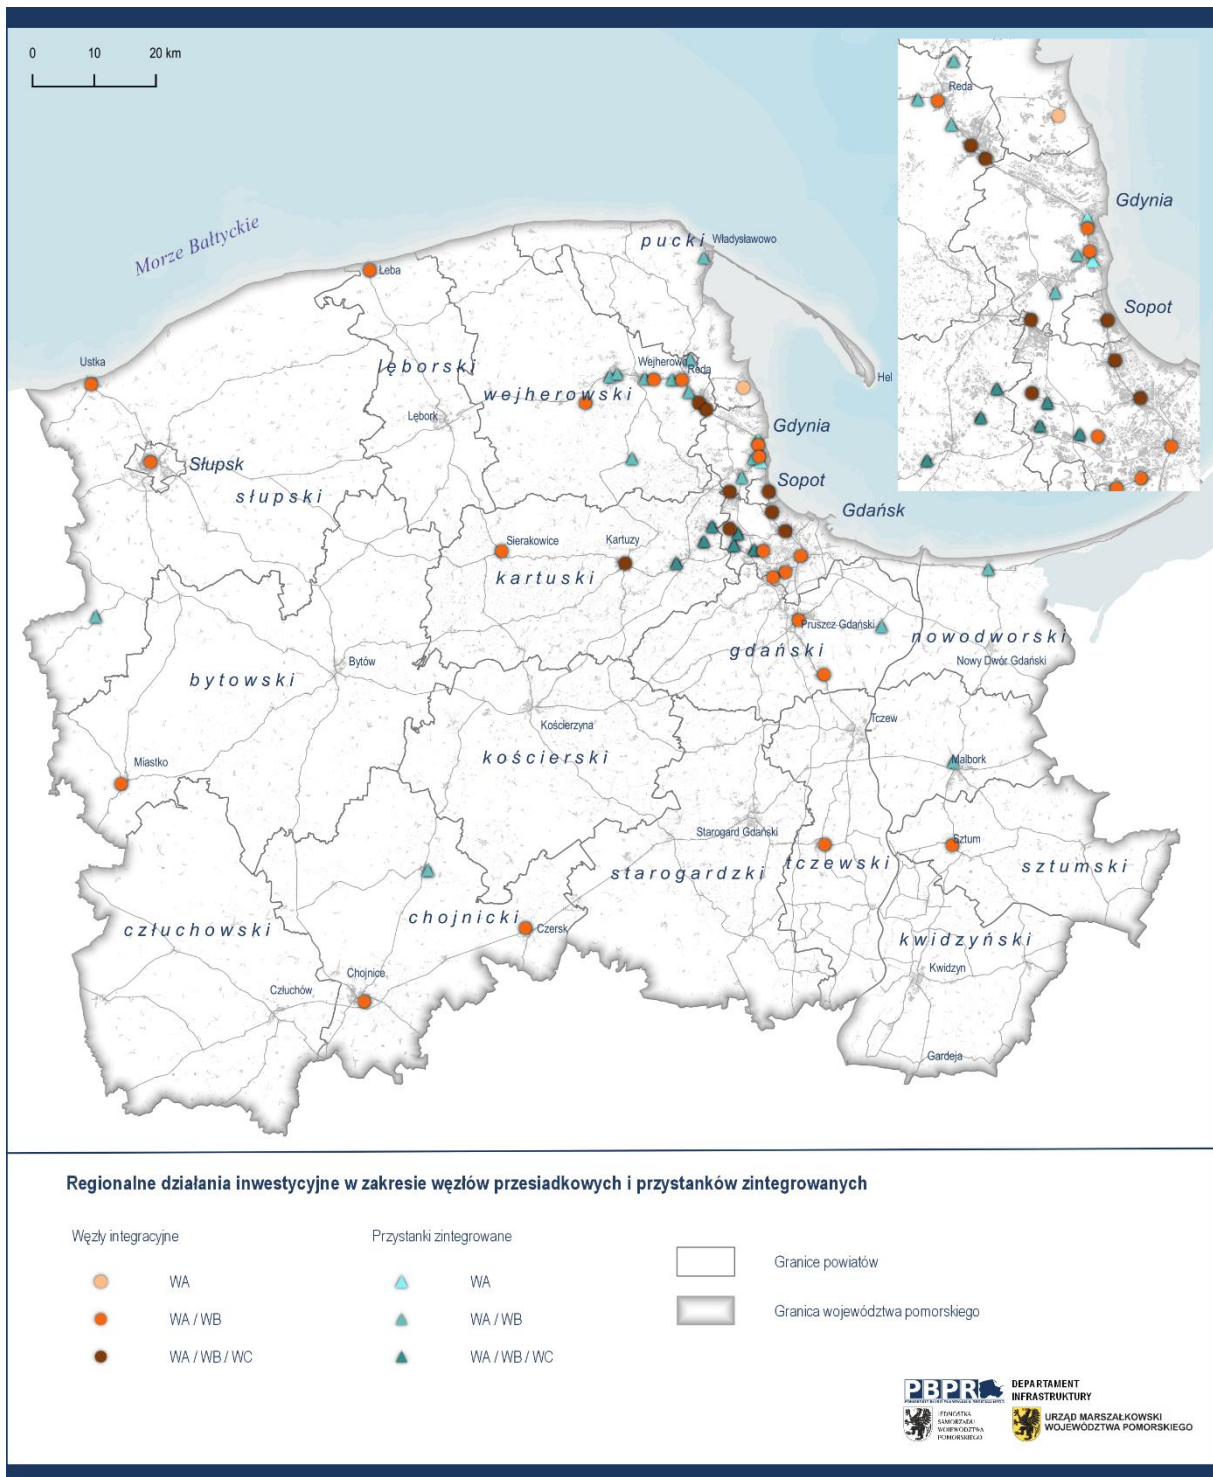 0 10 20 km
Reda
Gdynia
Sopot
Morze Bałtyckie
pucki
Władysławowo
Łeba
Hel
Ustka
lęborski
Wejherowo
Reda
wejherowski
Lębork
Gdynia
Słupsk
Sopot
słupski
Gdańsk
Sierakowice
Kartuzy
kartuski
Pruszcz Gdański
nowodworski
gdański
Nowy Dwór Gdański
Bytów
bytowski
Kościerzyna
Tczew
kościerski
Miastko
Malbork
Starogard Gdański
Sztum
tczewski
starogardzki
sztumski
chojnicki
człuchowski
Czersk
kwidzyński
Chojnice
Kwidzyn
Człuchów
Gardeja
Regionalne działania inwestycyjne w zakresie węzłów przesiadkowych i przystanków zintegrowanych
Węzły integracyjne
WA
WA / WB
WA / WB / WC
Przystanki zintegrowane
WA
WA / WB
WA / WB / WC
Granice powiatów
Granica województwa pomorskiego
PBPR
DEPARTAMENT
INFRASTRUKTURY
JEDNOSTKA
SAMORZĄDU
WOJEWÓDZTWA
POMORSKIEGO
URZĄD MARSZAŁKOWSKI
WOJEWÓDZTWA POMORSKIEGO